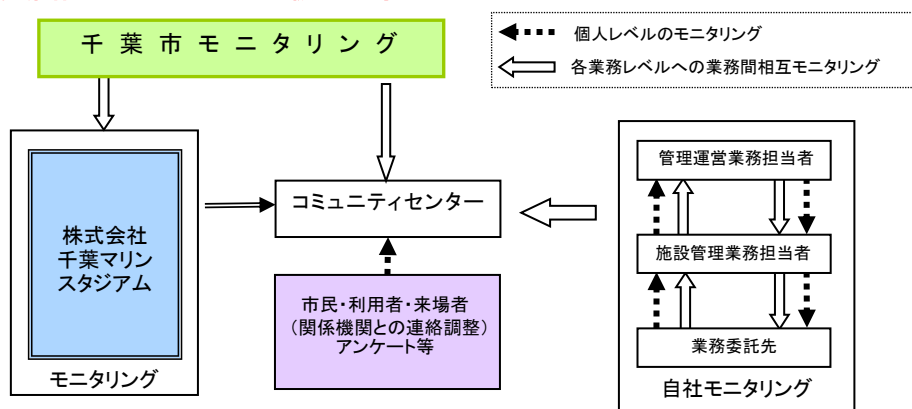 千 葉 市 モ ニ タ リ ン グ
個人レベルのモニタリング
各業務レベルへの業務間相互モニタリング
株式会社
千葉マリン
スタジアム
モニタリング
コミュニティセンター
市民・利用者・来場者
（関係機関との連絡調整）
アンケート等
管理運営業務担当者
施設管理業務担当者
業務委託先
自社モニタリング